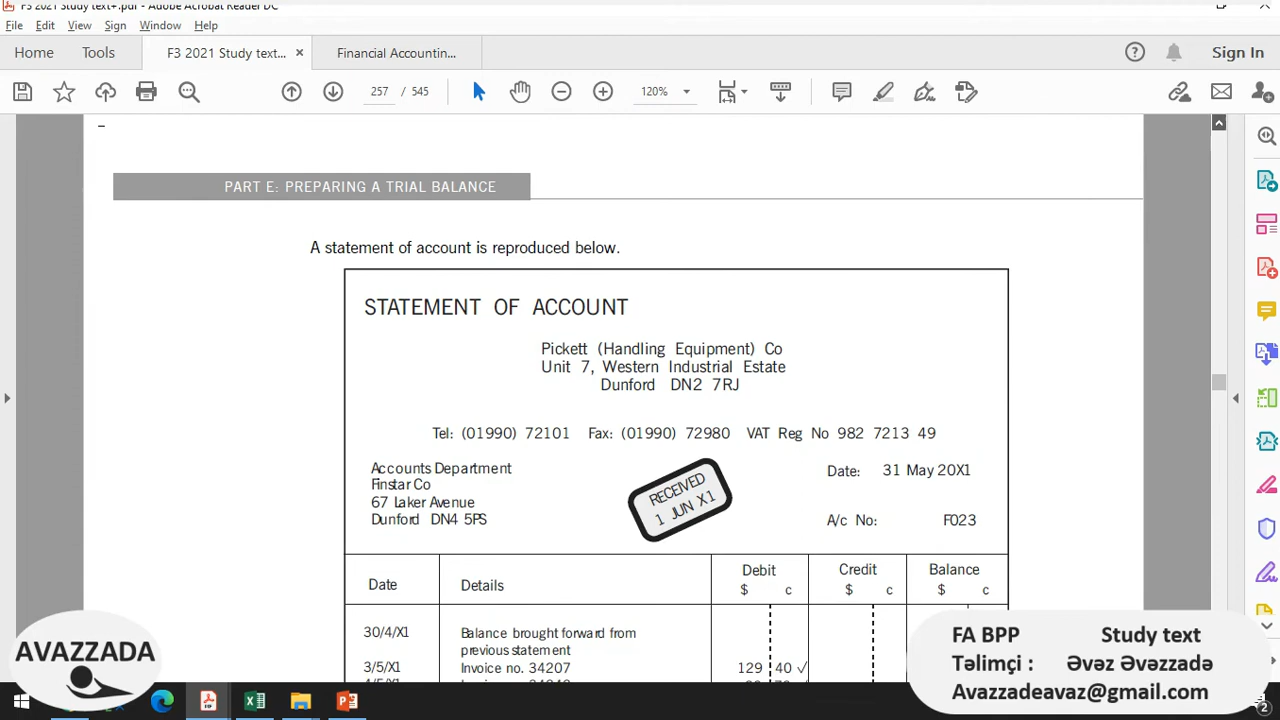 F3 2021 Study text+.pdf - Adobe Acrobat Reader DC
File Edit View Sign Window Help
Home Tools F3 2021 Study text... × Financial Accountin... Sign In
257 / 545 120%
PART E: PREPARING A TRIAL BALANCE
A statement of account is reproduced below.
STATEMENT OF ACCOUNT
Pickett (Handling Equipment) Co
Unit 7, Western Industrial Estate
Dunford DN2 7RJ
Tel: (01990) 72101 Fax: (01990) 72980 VAT Reg No 982 7213 49
Accounts Department
Finstar Co
67 Laker Avenue
Dunford DN4 5PS
RECEIVED
1 JUN X1
Date: 31 May 20X1
A/c No: F023
Date Details Debit Credit Balance
$ c $ c $ c
30/4/X1 Balance brought forward from
previous statement
3/5/X1 Invoice no. 34207 129 40 √
AVAZZADA
FA BPP Study text
Təlimçi : Əvəz Əvəzzadə
Avazzadeavaz@gmail.com
2